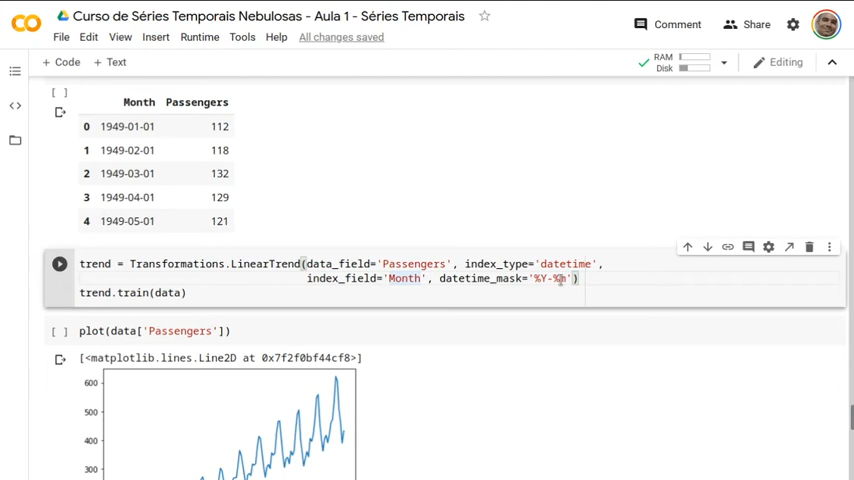 Curso de Séries Temporais Nebulosas - Aula 1 - Séries Temporais
Comment
Share
File Edit View Insert Runtime Tools Help All changes saved
+ Code + Text
RAM
Disk
Editing
[ ]
Month Passengers
0 1949-01-01 112
1 1949-02-01 118
2 1949-03-01 132
3 1949-04-01 129
4 1949-05-01 121
trend = Transformations.LinearTrend(data_field='Passengers', index_type='datetime',
index_field='Month', datetime_mask='%Y-%m')
trend.train(data)
[ ] plot(data['Passengers'])
[<matplotlib.lines.Line2D at 0x7f2f0bf44cf8>]
600
500
400
300